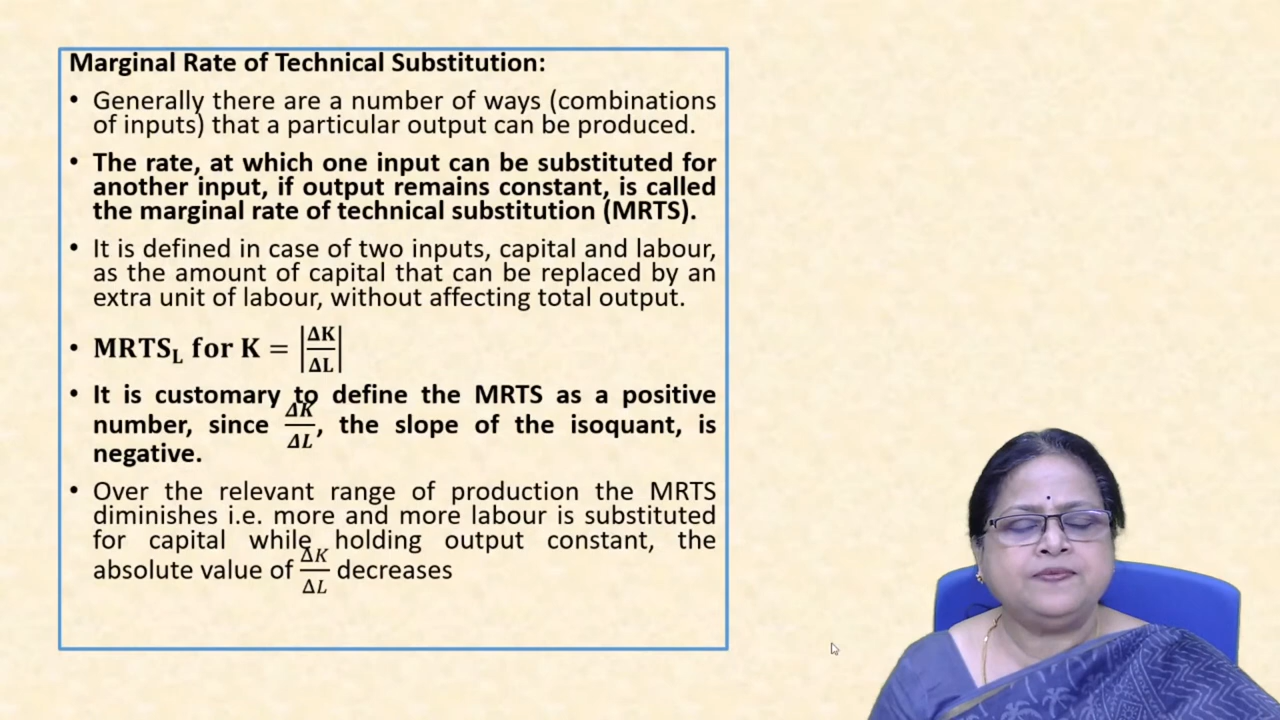 Marginal Rate of Technical Substitution:
• Generally there are a number of ways (combinations
of inputs) that a particular output can be produced.
• The rate, at which one input can be substituted for
another input, if output remains constant, is called
the marginal rate of technical substitution (MRTS).
• It is defined in case of two inputs, capital and labour,
as the amount of capital that can be replaced by an
extra unit of labour, without affecting total output.
• MRTS_L for K = |ΔK/ΔL|
• It is customary to define the MRTS as a positive
number, since ΔK/ΔL, the slope of the isoquant, is
negative.
• Over the relevant range of production the MRTS
diminishes i.e. more and more labour is substituted
for capital while holding output constant, the
absolute value of ΔK/ΔL decreases